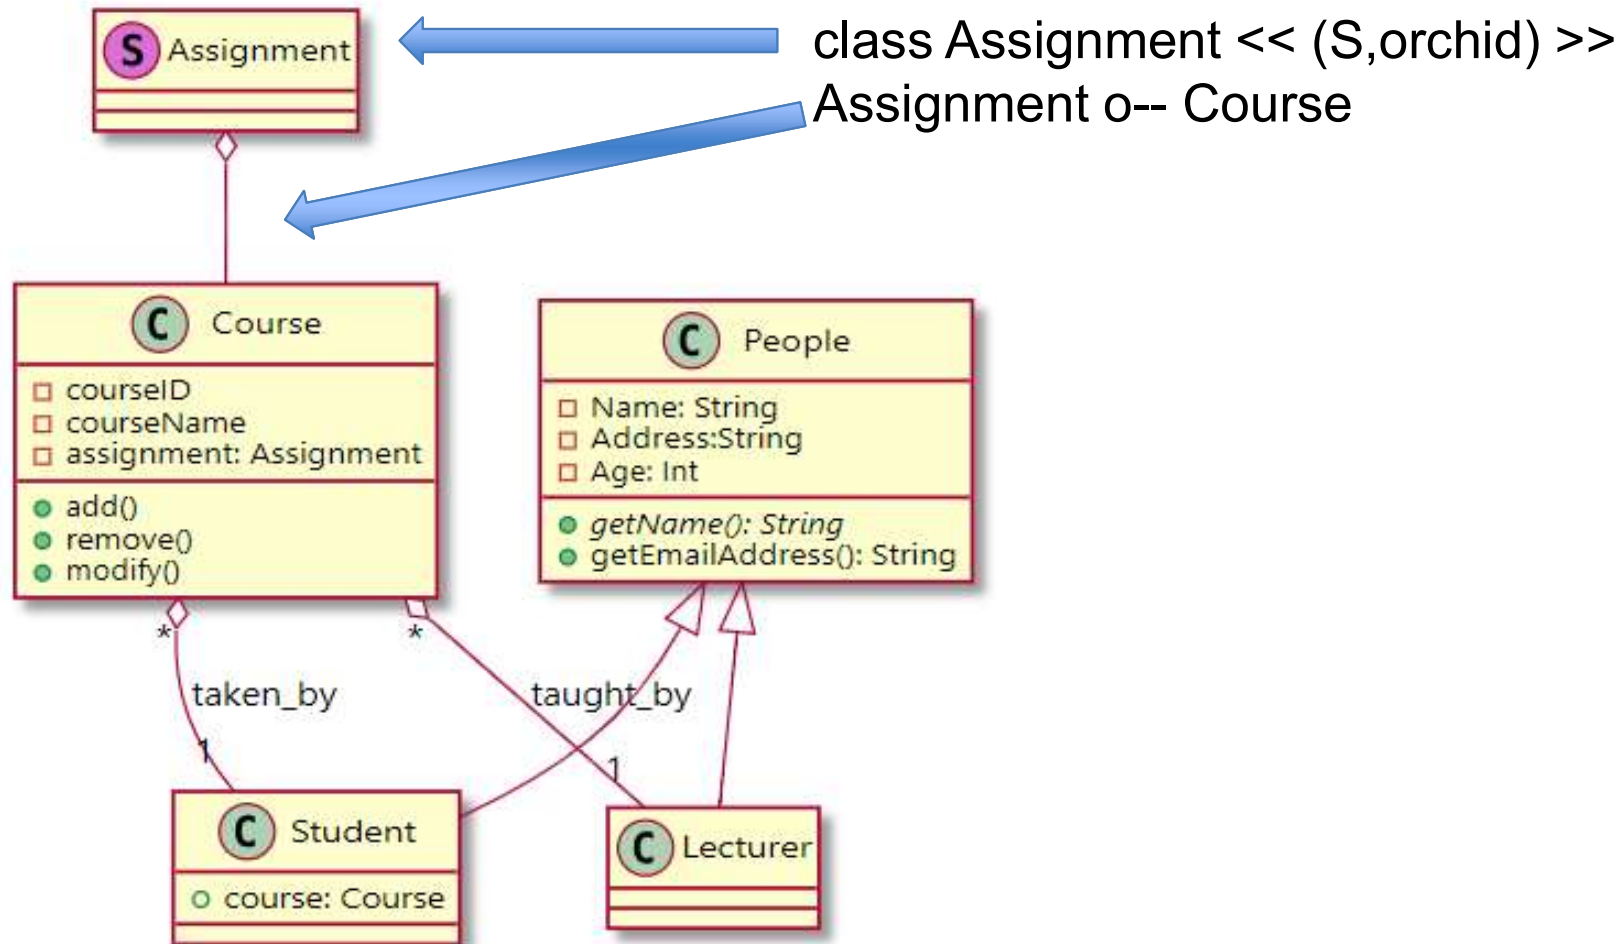 S Assignment
class Assignment << (S,orchid) >>
Assignment o-- Course
C Course
courseID
courseName
assignment: Assignment
add()
remove()
modify()
C People
Name: String
Address:String
Age: Int
getName(): String
getEmailAddress(): String
*
*
taken_by
taught_by
1
1
C Student
course: Course
C Lecturer